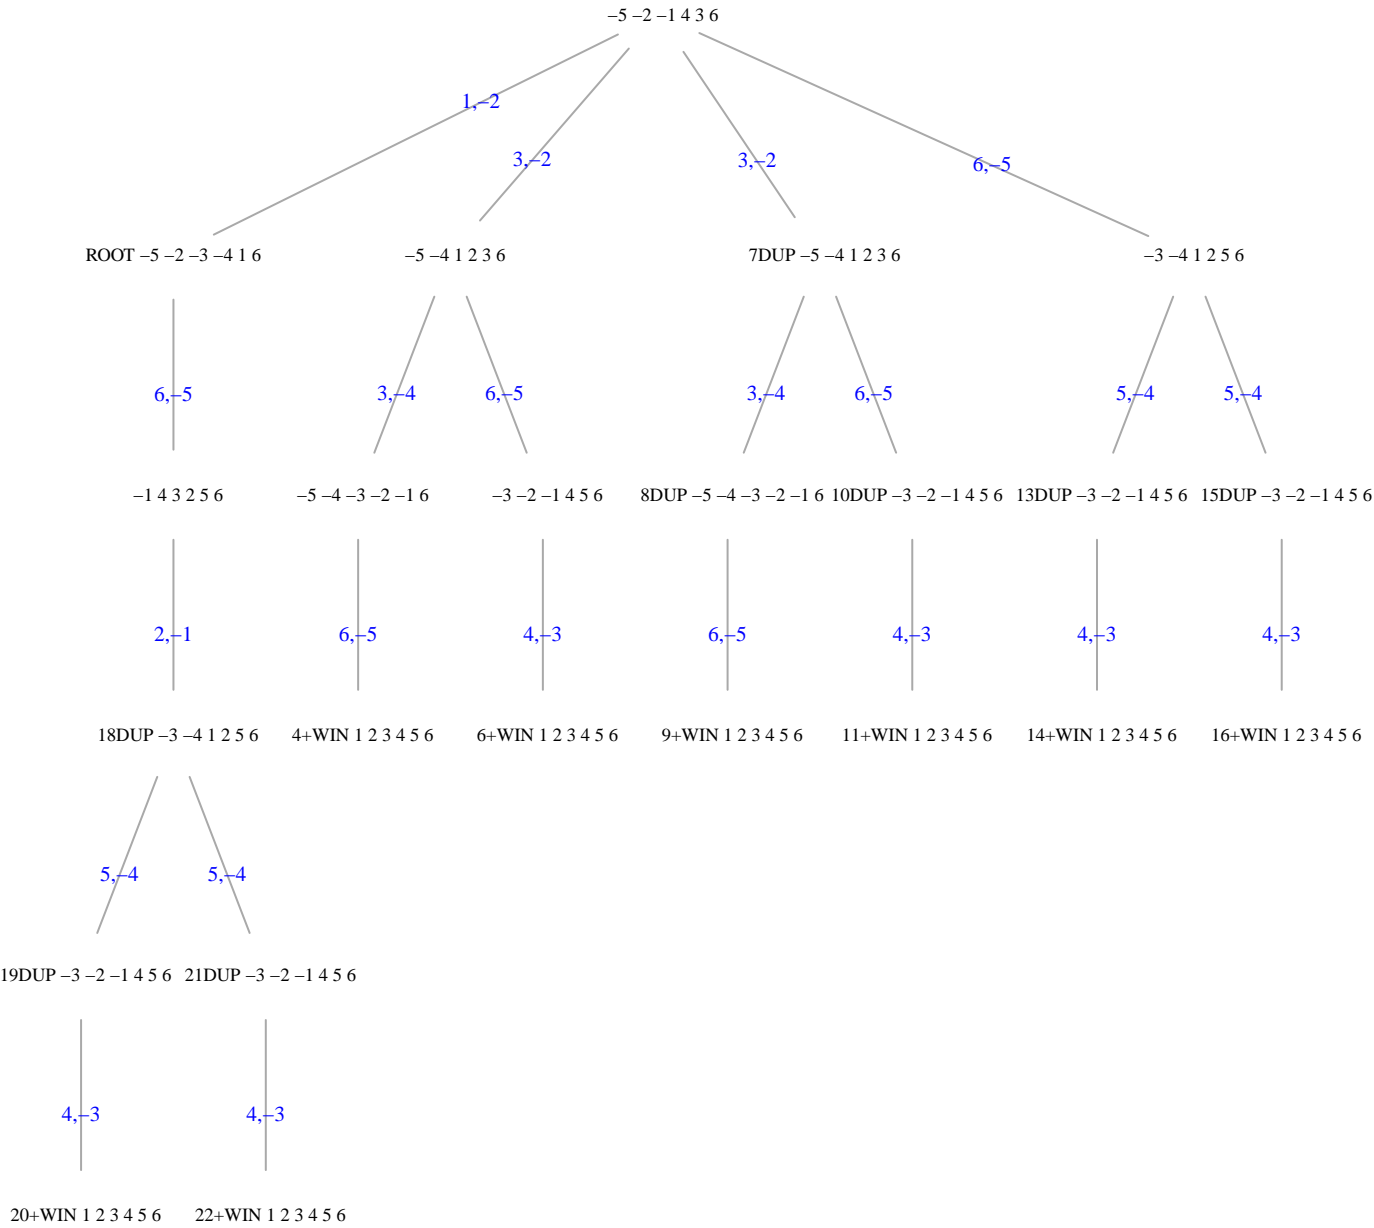 –5 –2 –1 4 3 6
1,–2
3,–2
3,–2
6,–5
ROOT –5 –2 –3 –4 1 6
–5 –4 1 2 3 6
7DUP –5 –4 1 2 3 6
–3 –4 1 2 5 6
6,–5
3,–4
6,–5
3,–4
6,–5
5,–4
5,–4
–1 4 3 2 5 6
–5 –4 –3 –2 –1 6
–3 –2 –1 4 5 6
8DUP –5 –4 –3 –2 –1 6
10DUP –3 –2 –1 4 5 6
13DUP –3 –2 –1 4 5 6
15DUP –3 –2 –1 4 5 6
2,–1
6,–5
4,–3
6,–5
4,–3
4,–3
4,–3
18DUP –3 –4 1 2 5 6
4+WIN 1 2 3 4 5 6
6+WIN 1 2 3 4 5 6
9+WIN 1 2 3 4 5 6
11+WIN 1 2 3 4 5 6
14+WIN 1 2 3 4 5 6
16+WIN 1 2 3 4 5 6
5,–4
5,–4
19DUP –3 –2 –1 4 5 6
21DUP –3 –2 –1 4 5 6
4,–3
4,–3
20+WIN 1 2 3 4 5 6
22+WIN 1 2 3 4 5 6